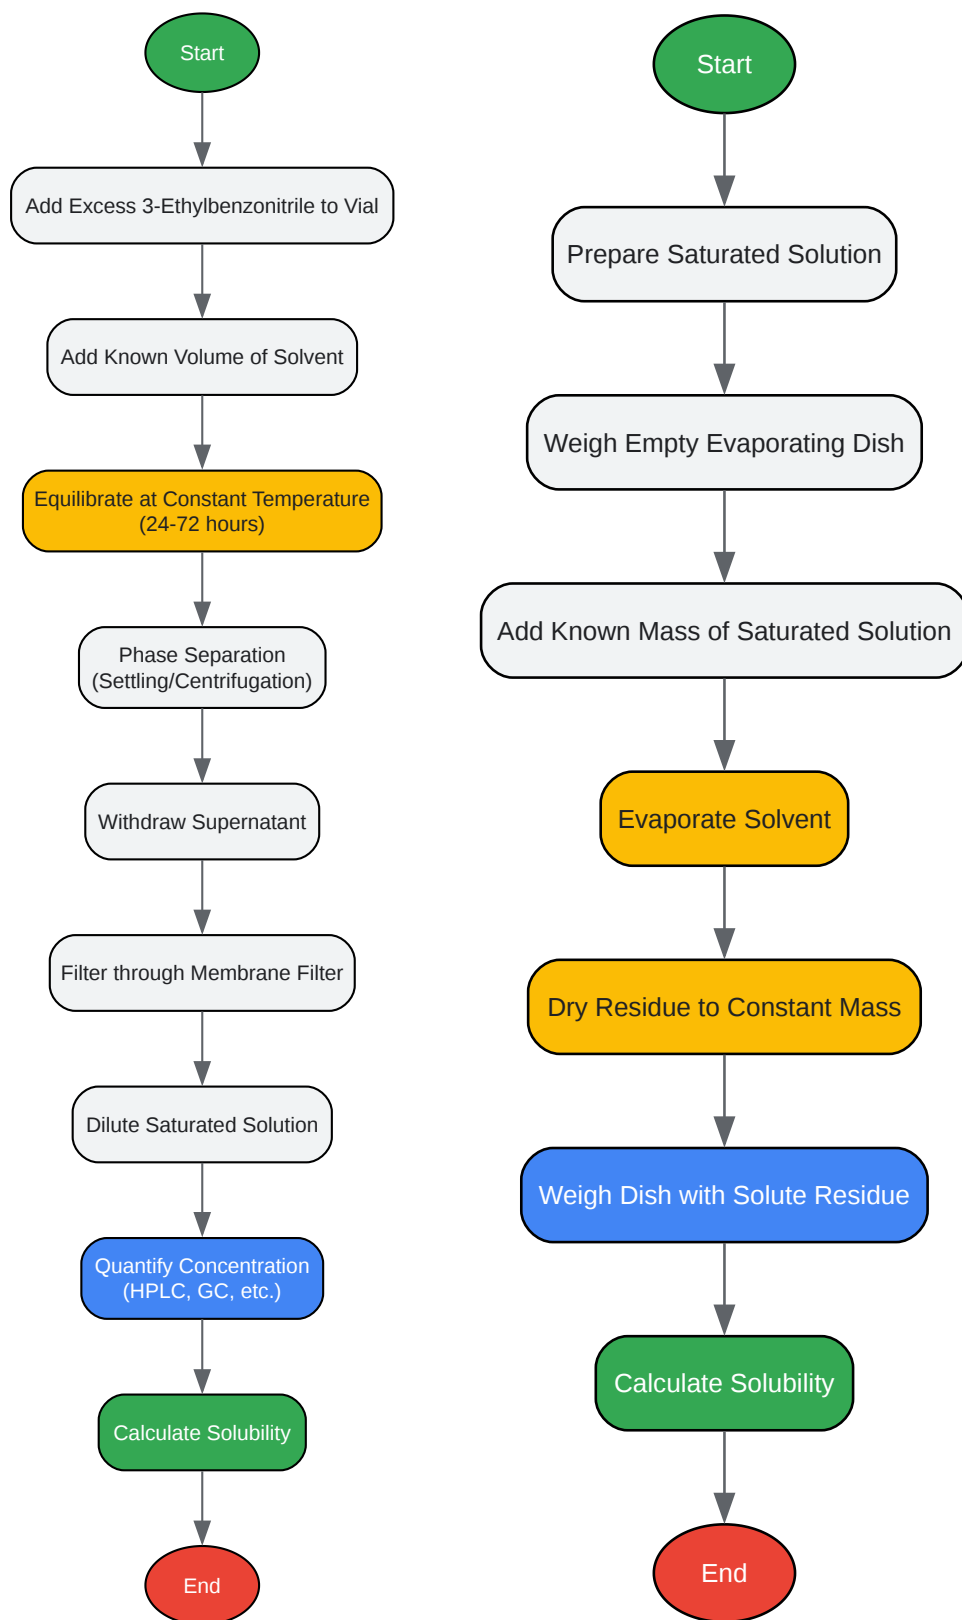 Start
Add Excess 3-Ethylbenzonitrile to Vial
Add Known Volume of Solvent
Equilibrate at Constant Temperature
(24-72 hours)
Phase Separation
(Settling/Centrifugation)
Withdraw Supernatant
Filter through Membrane Filter
Dilute Saturated Solution
Quantify Concentration
(HPLC, GC, etc.)
Calculate Solubility
End
Start
Prepare Saturated Solution
Weigh Empty Evaporating Dish
Add Known Mass of Saturated Solution
Evaporate Solvent
Dry Residue to Constant Mass
Weigh Dish with Solute Residue
Calculate Solubility
End